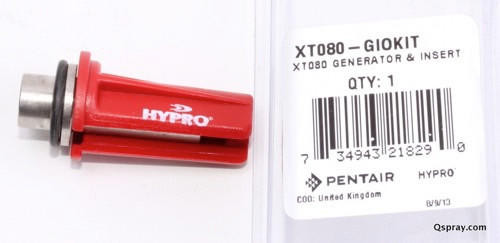 HYPRO®
XT080-GIOKIT
XT080 GENERATOR & INSERT
QTY: 1
7 34943 21829 0
PENTAIR HYPRO®
COO: United Kingdom 8/9/13
Qspray.com